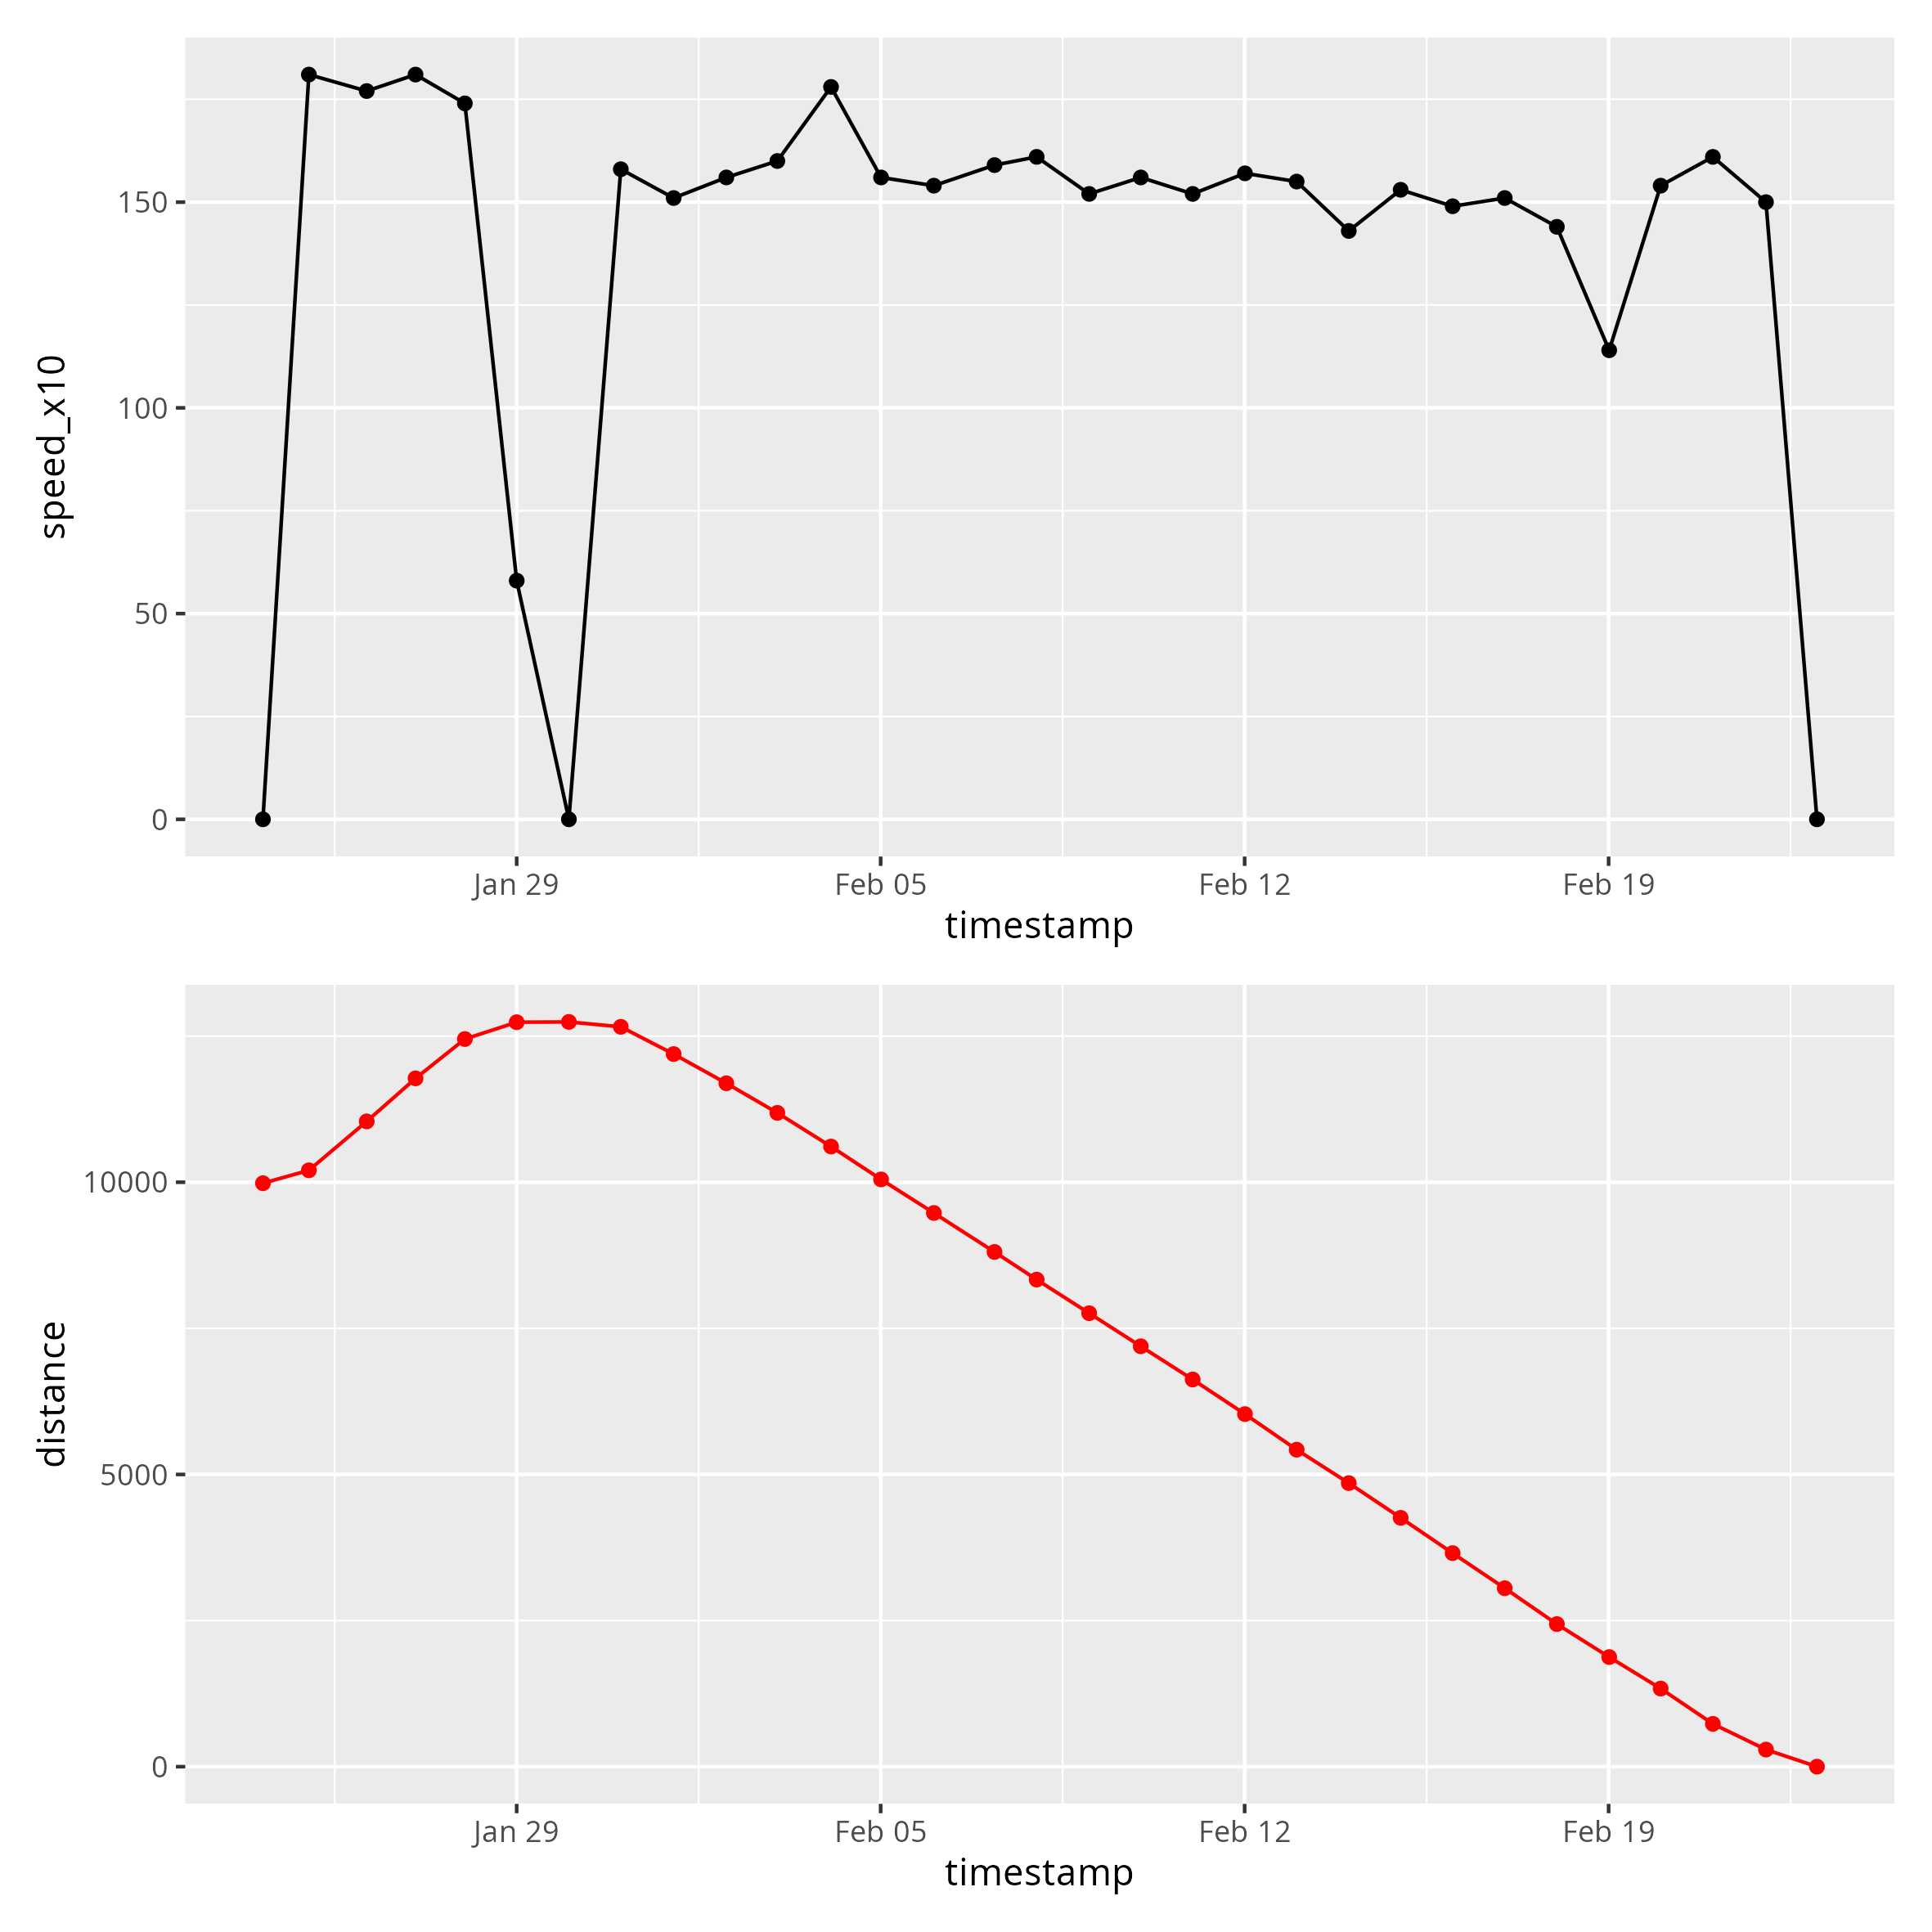 speed_x10
150
100
50
0
Jan 29 Feb 05 Feb 12 Feb 19
timestamp
distance
10000
5000
0
Jan 29 Feb 05 Feb 12 Feb 19
timestamp